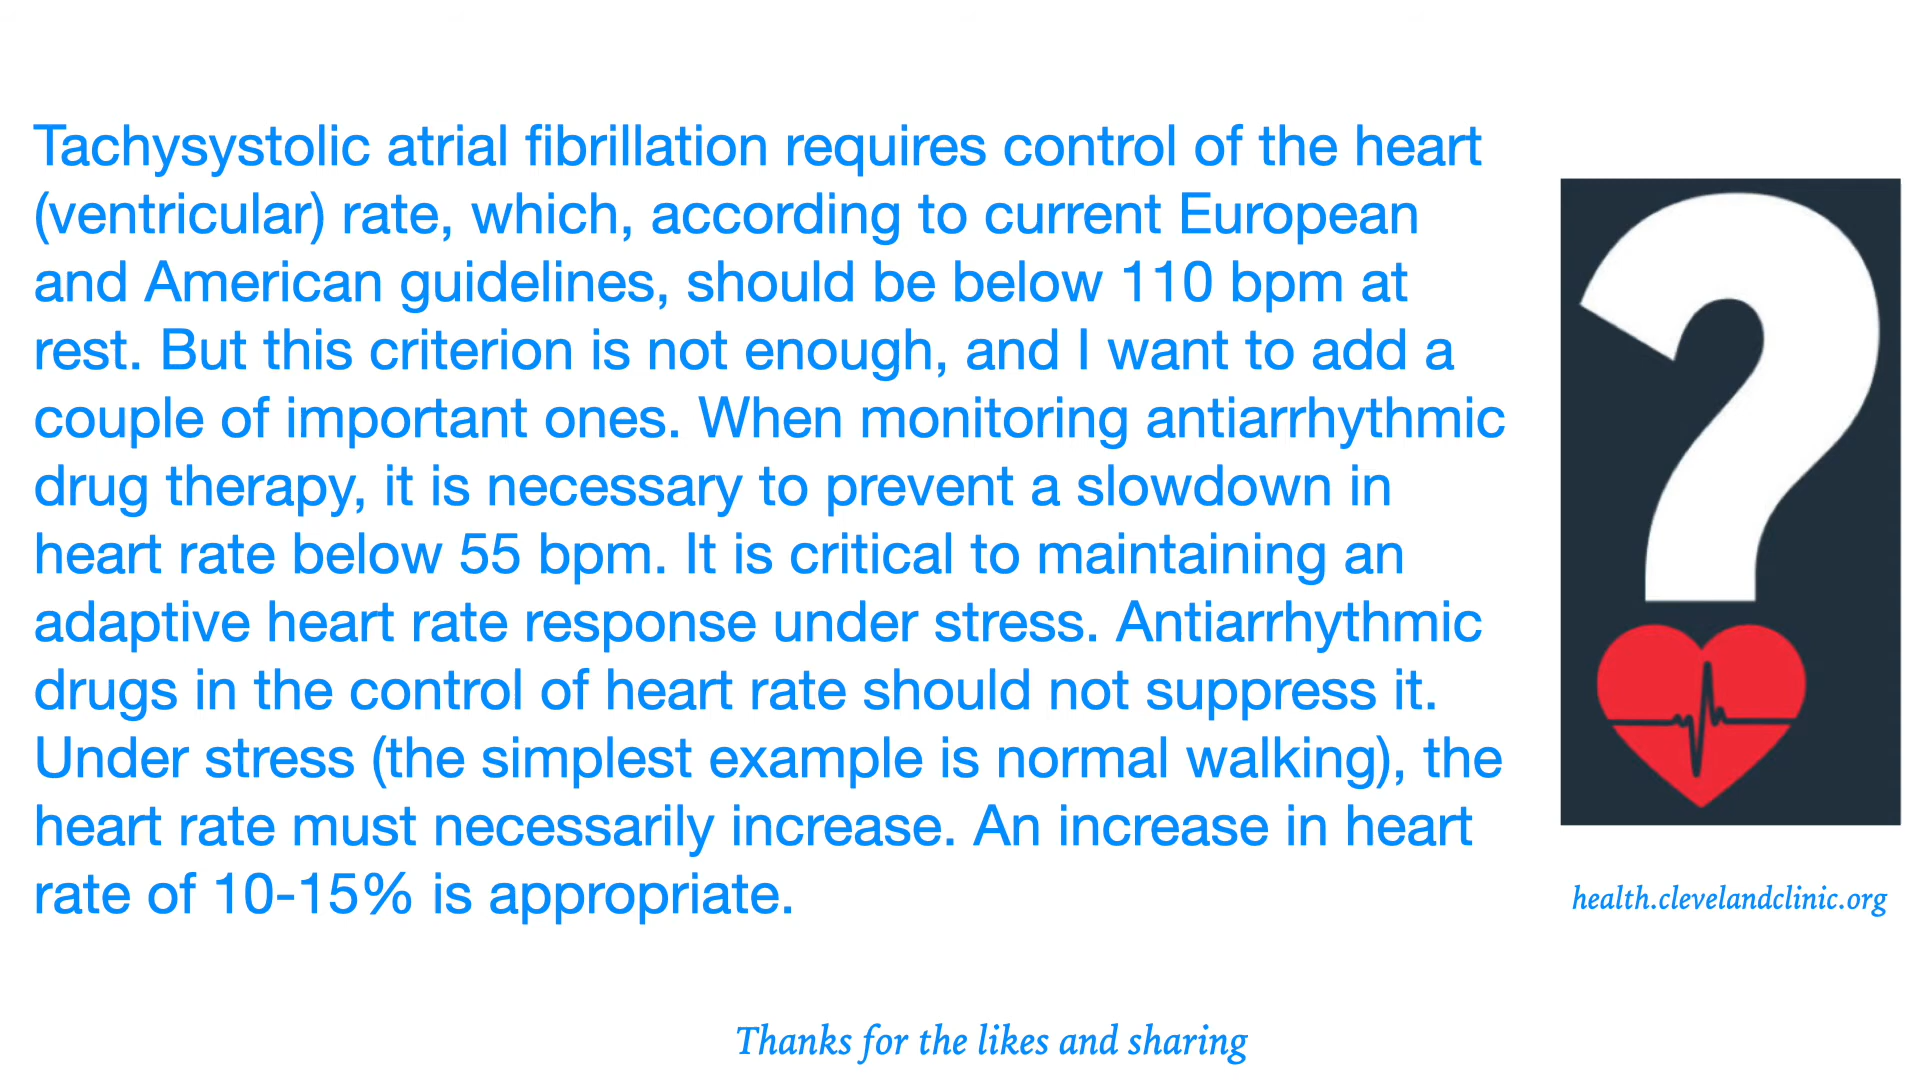 Tachysystolic atrial fibrillation requires control of the heart
(ventricular) rate, which, according to current European
and American guidelines, should be below 110 bpm at
rest. But this criterion is not enough, and I want to add a
couple of important ones. When monitoring antiarrhythmic
drug therapy, it is necessary to prevent a slowdown in
heart rate below 55 bpm. It is critical to maintaining an
adaptive heart rate response under stress. Antiarrhythmic
drugs in the control of heart rate should not suppress it.
Under stress (the simplest example is normal walking), the
heart rate must necessarily increase. An increase in heart
rate of 10-15% is appropriate.
health.clevelandclinic.org
Thanks for the likes and sharing